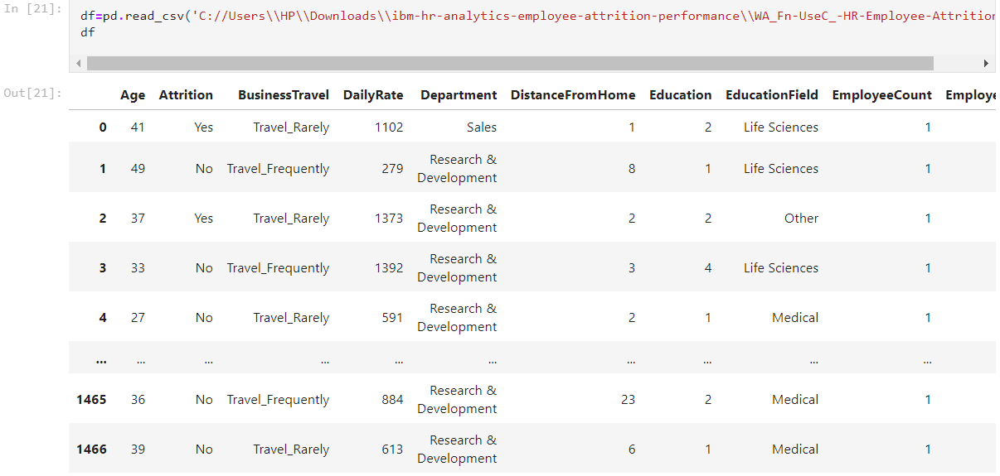 In [21]:
df=pd.read_csv('C://Users\\HP\\Downloads\\ibm-hr-analytics-employee-attrition-performance\\WA_Fn-UseC_-HR-Employee-Attrition
df
Out[21]:
Age Attrition BusinessTravel DailyRate Department DistanceFromHome Education EducationField EmployeeCount Employe
0 41 Yes Travel_Rarely 1102 Sales 1 2 Life Sciences 1
1 49 No Travel_Frequently 279 Research &
Development 8 1 Life Sciences 1
2 37 Yes Travel_Rarely 1373 Research &
Development 2 2 Other 1
3 33 No Travel_Frequently 1392 Research &
Development 3 4 Life Sciences 1
4 27 No Travel_Rarely 591 Research &
Development 2 1 Medical 1
... ... ... ... ... ... ... ... ... ...
1465 36 No Travel_Frequently 884 Research &
Development 23 2 Medical 1
1466 39 No Travel_Rarely 613 Research &
Development 6 1 Medical 1